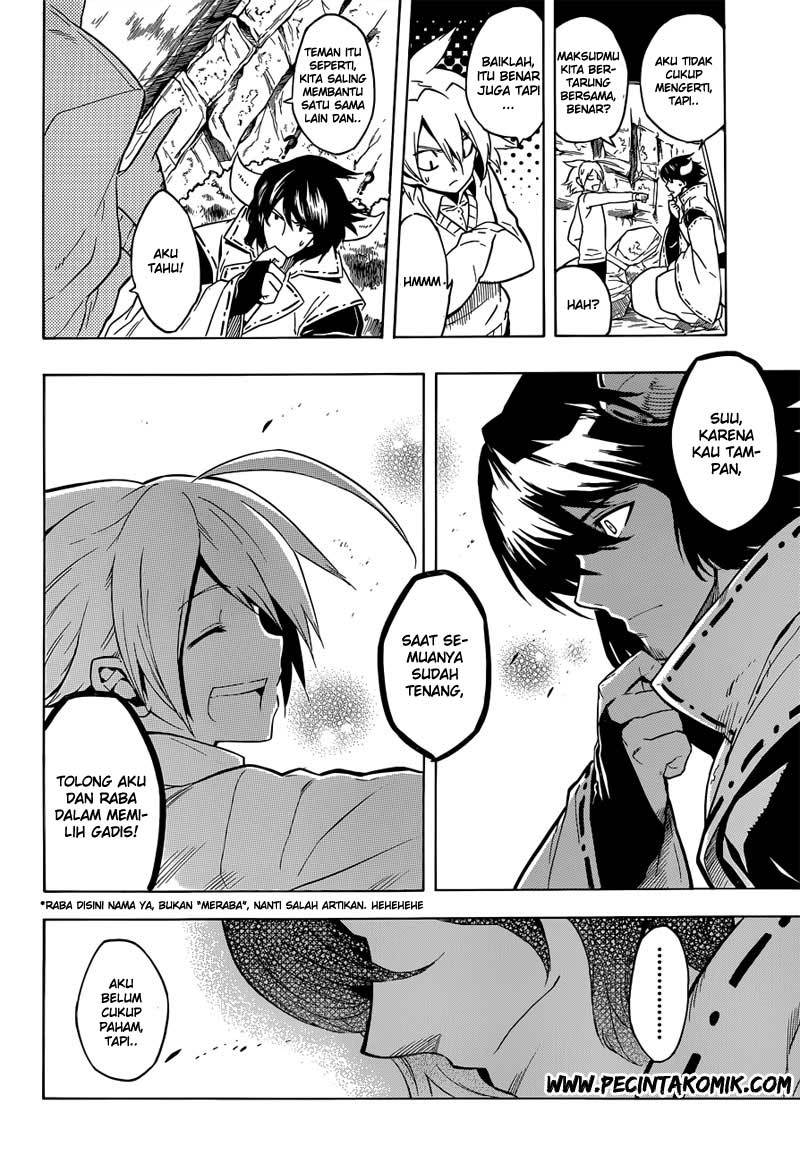 AKU TIDAK
CUKUP
MENGERTI,
TAPI..
MAKSUDMU
KITA BER-
TARUNG
BERSAMA,
BENAR?
HAH?
BAIKLAH,
ITU BENAR
JUGA TAPI
...
HMMM..
TEMAN ITU
SEPERTI,
KITA SALING
MEMBANTU
SATU SAMA
LAIN DAN..
...
AKU
TAHU!
SUU,
KARENA
KAU TAM-
PAN,
SAAT SE-
MUANYA
SUDAH
TENANG,
TOLONG AKU
DAN RABA
DALAM MEMI-
LIH GADIS!
*RABA DISINI NAMA YA, BUKAN "MERABA", NANTI SALAH ARTIKAN. HEHEHEHE
.........
AKU
BELUM
CUKUP
PAHAM,
TAPI..
WWW.PECINTAKOMIK.COM